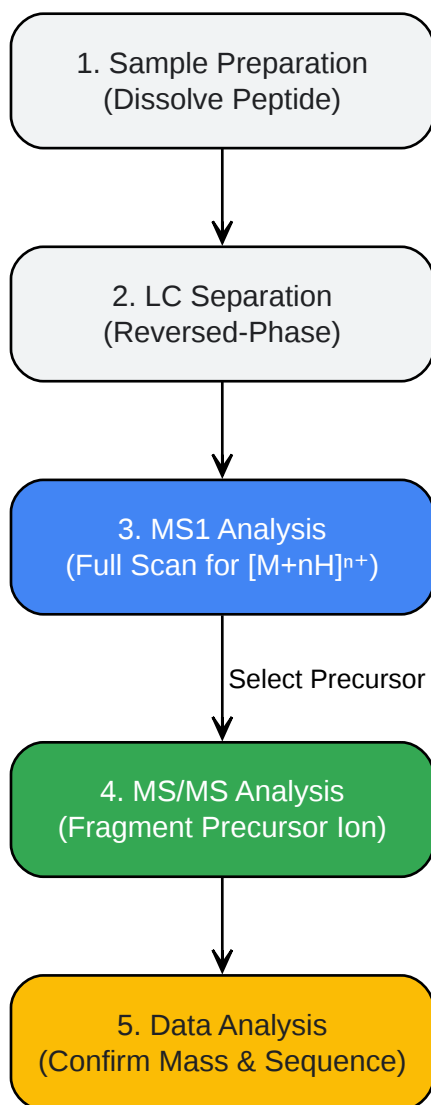 1. Sample Preparation
(Dissolve Peptide)
2. LC Separation
(Reversed-Phase)
3. MS1 Analysis
(Full Scan for [M+nH]ⁿ⁺)
Select Precursor
4. MS/MS Analysis
(Fragment Precursor Ion)
5. Data Analysis
(Confirm Mass & Sequence)